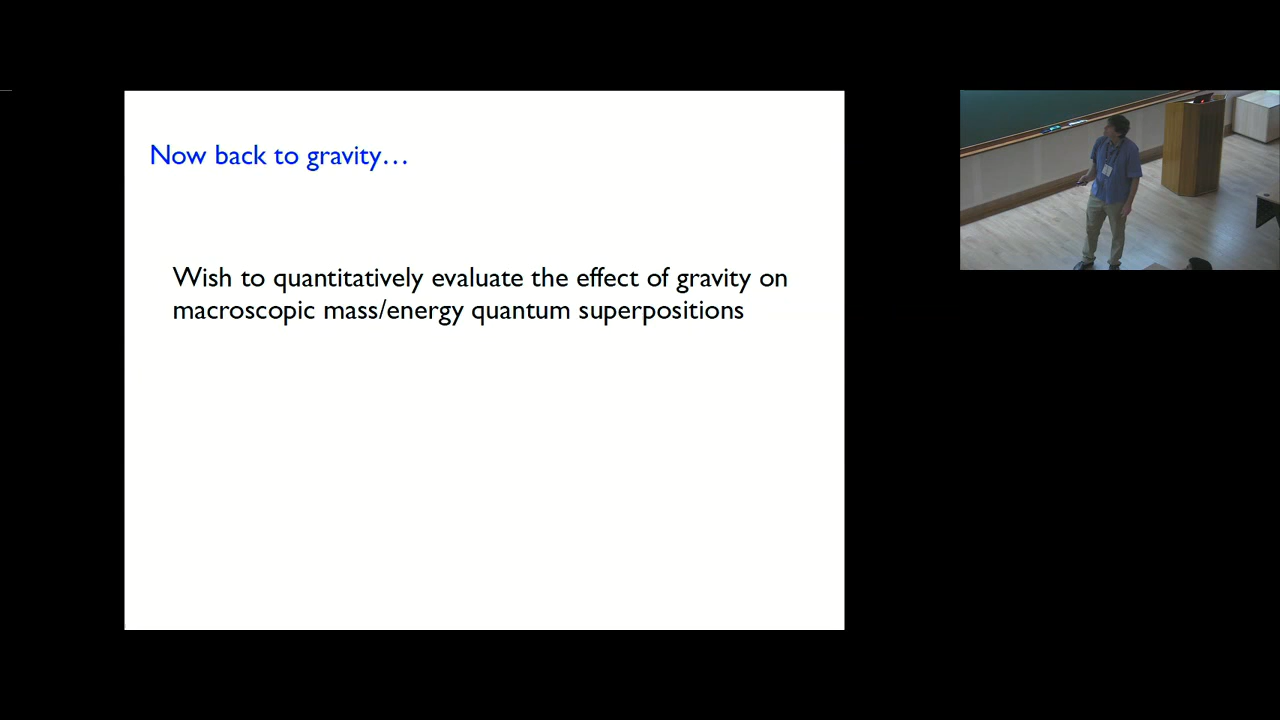 Now back to gravity…
Wish to quantitatively evaluate the effect of gravity on
macroscopic mass/energy quantum superpositions